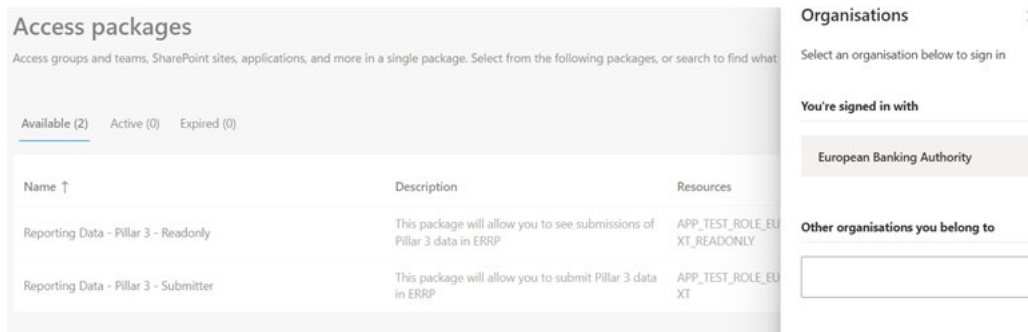 Access packages
Access groups and teams, SharePoint sites, applications, and more in a single package. Select from the following packages, or search to find what
Available (2) Active (0) Expired (0)
Name ↑ Description Resources
Reporting Data - Pillar 3 - Readonly
This package will allow you to see submissions of
Pillar 3 data in ERRP
APP_TEST_ROLE_EU
XT_READONLY
Reporting Data - Pillar 3 - Submitter
This package will allow you to submit Pillar 3 data
in ERRP
APP_TEST_ROLE_EU
XT
Organisations
Select an organisation below to sign in
You're signed in with
European Banking Authority
Other organisations you belong to